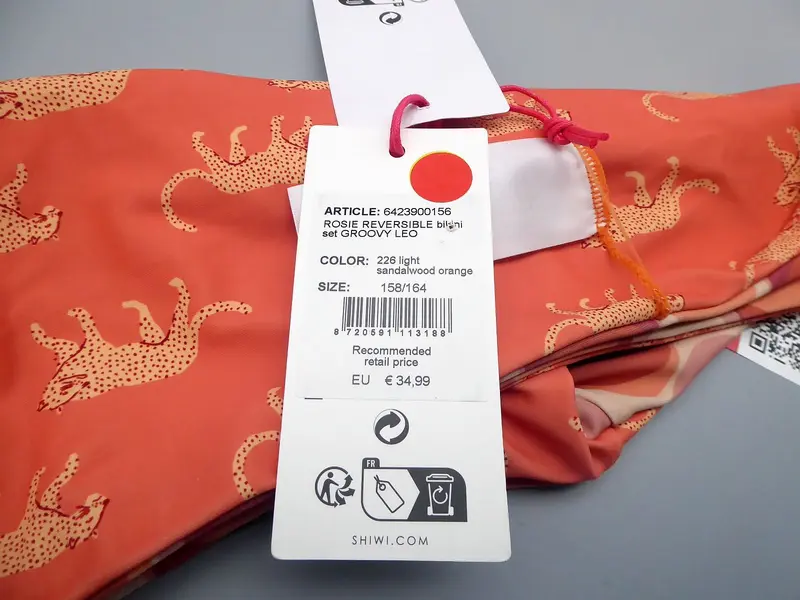 ARTICLE: 6423900156
ROSIE REVERSIBLE bikini
set GROOVY LEO
COLOR: 226 light
sandalwood orange
SIZE: 158/164
8 720591 113188
Recommended
retail price
EU € 34,99
FR
SHIWI.COM